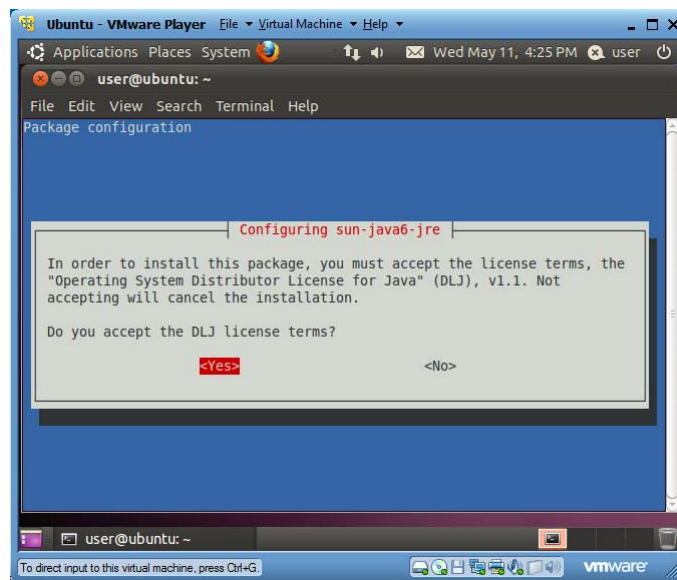 Ubuntu - VMware Player File Virtual Machine Help
Applications Places System Wed May 11, 4:25 PM user
user@ubuntu: ~
File Edit View Search Terminal Help
Package configuration
Configuring sun-java6-jre
In order to install this package, you must accept the license terms, the
"Operating System Distributor License for Java" (DLJ), v1.1. Not
accepting will cancel the installation.
Do you accept the DLJ license terms?
<Yes> <No>
user@ubuntu: ~
To direct input to this virtual machine, press Ctrl+G. vmware